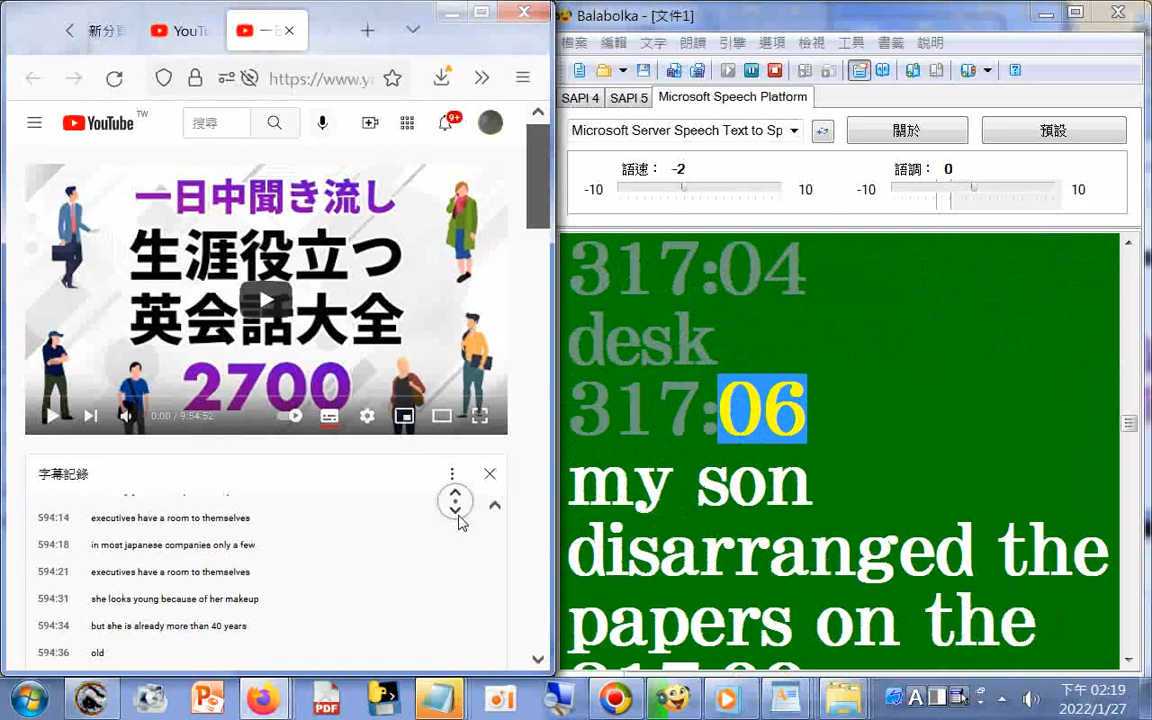 新分
YouTu
一 E
https://www.y
YouTube TW
搜尋
9+
一日中聞き流し
生涯役立つ
英会話大全
2700
0:00 / 9:54:52
字幕記錄
594:14 executives have a room to themselves
594:18 in most japanese companies only a few
594:21 executives have a room to themselves
594:31 she looks young because of her makeup
594:34 but she is already more than 40 years
594:36 old
Balabolka - [文件1]
檔案 編輯 文字 朗讀 引擎 選項 檢視 工具 書籤 說明
SAPI 4 SAPI 5 Microsoft Speech Platform
Microsoft Server Speech Text to Sp
關於 預設
語速： -2 語調： 0
-10 10 -10 10
317:04
desk
317:06
my son
disarranged the
papers on the
PDF
A
下午 02:19
2022/1/27